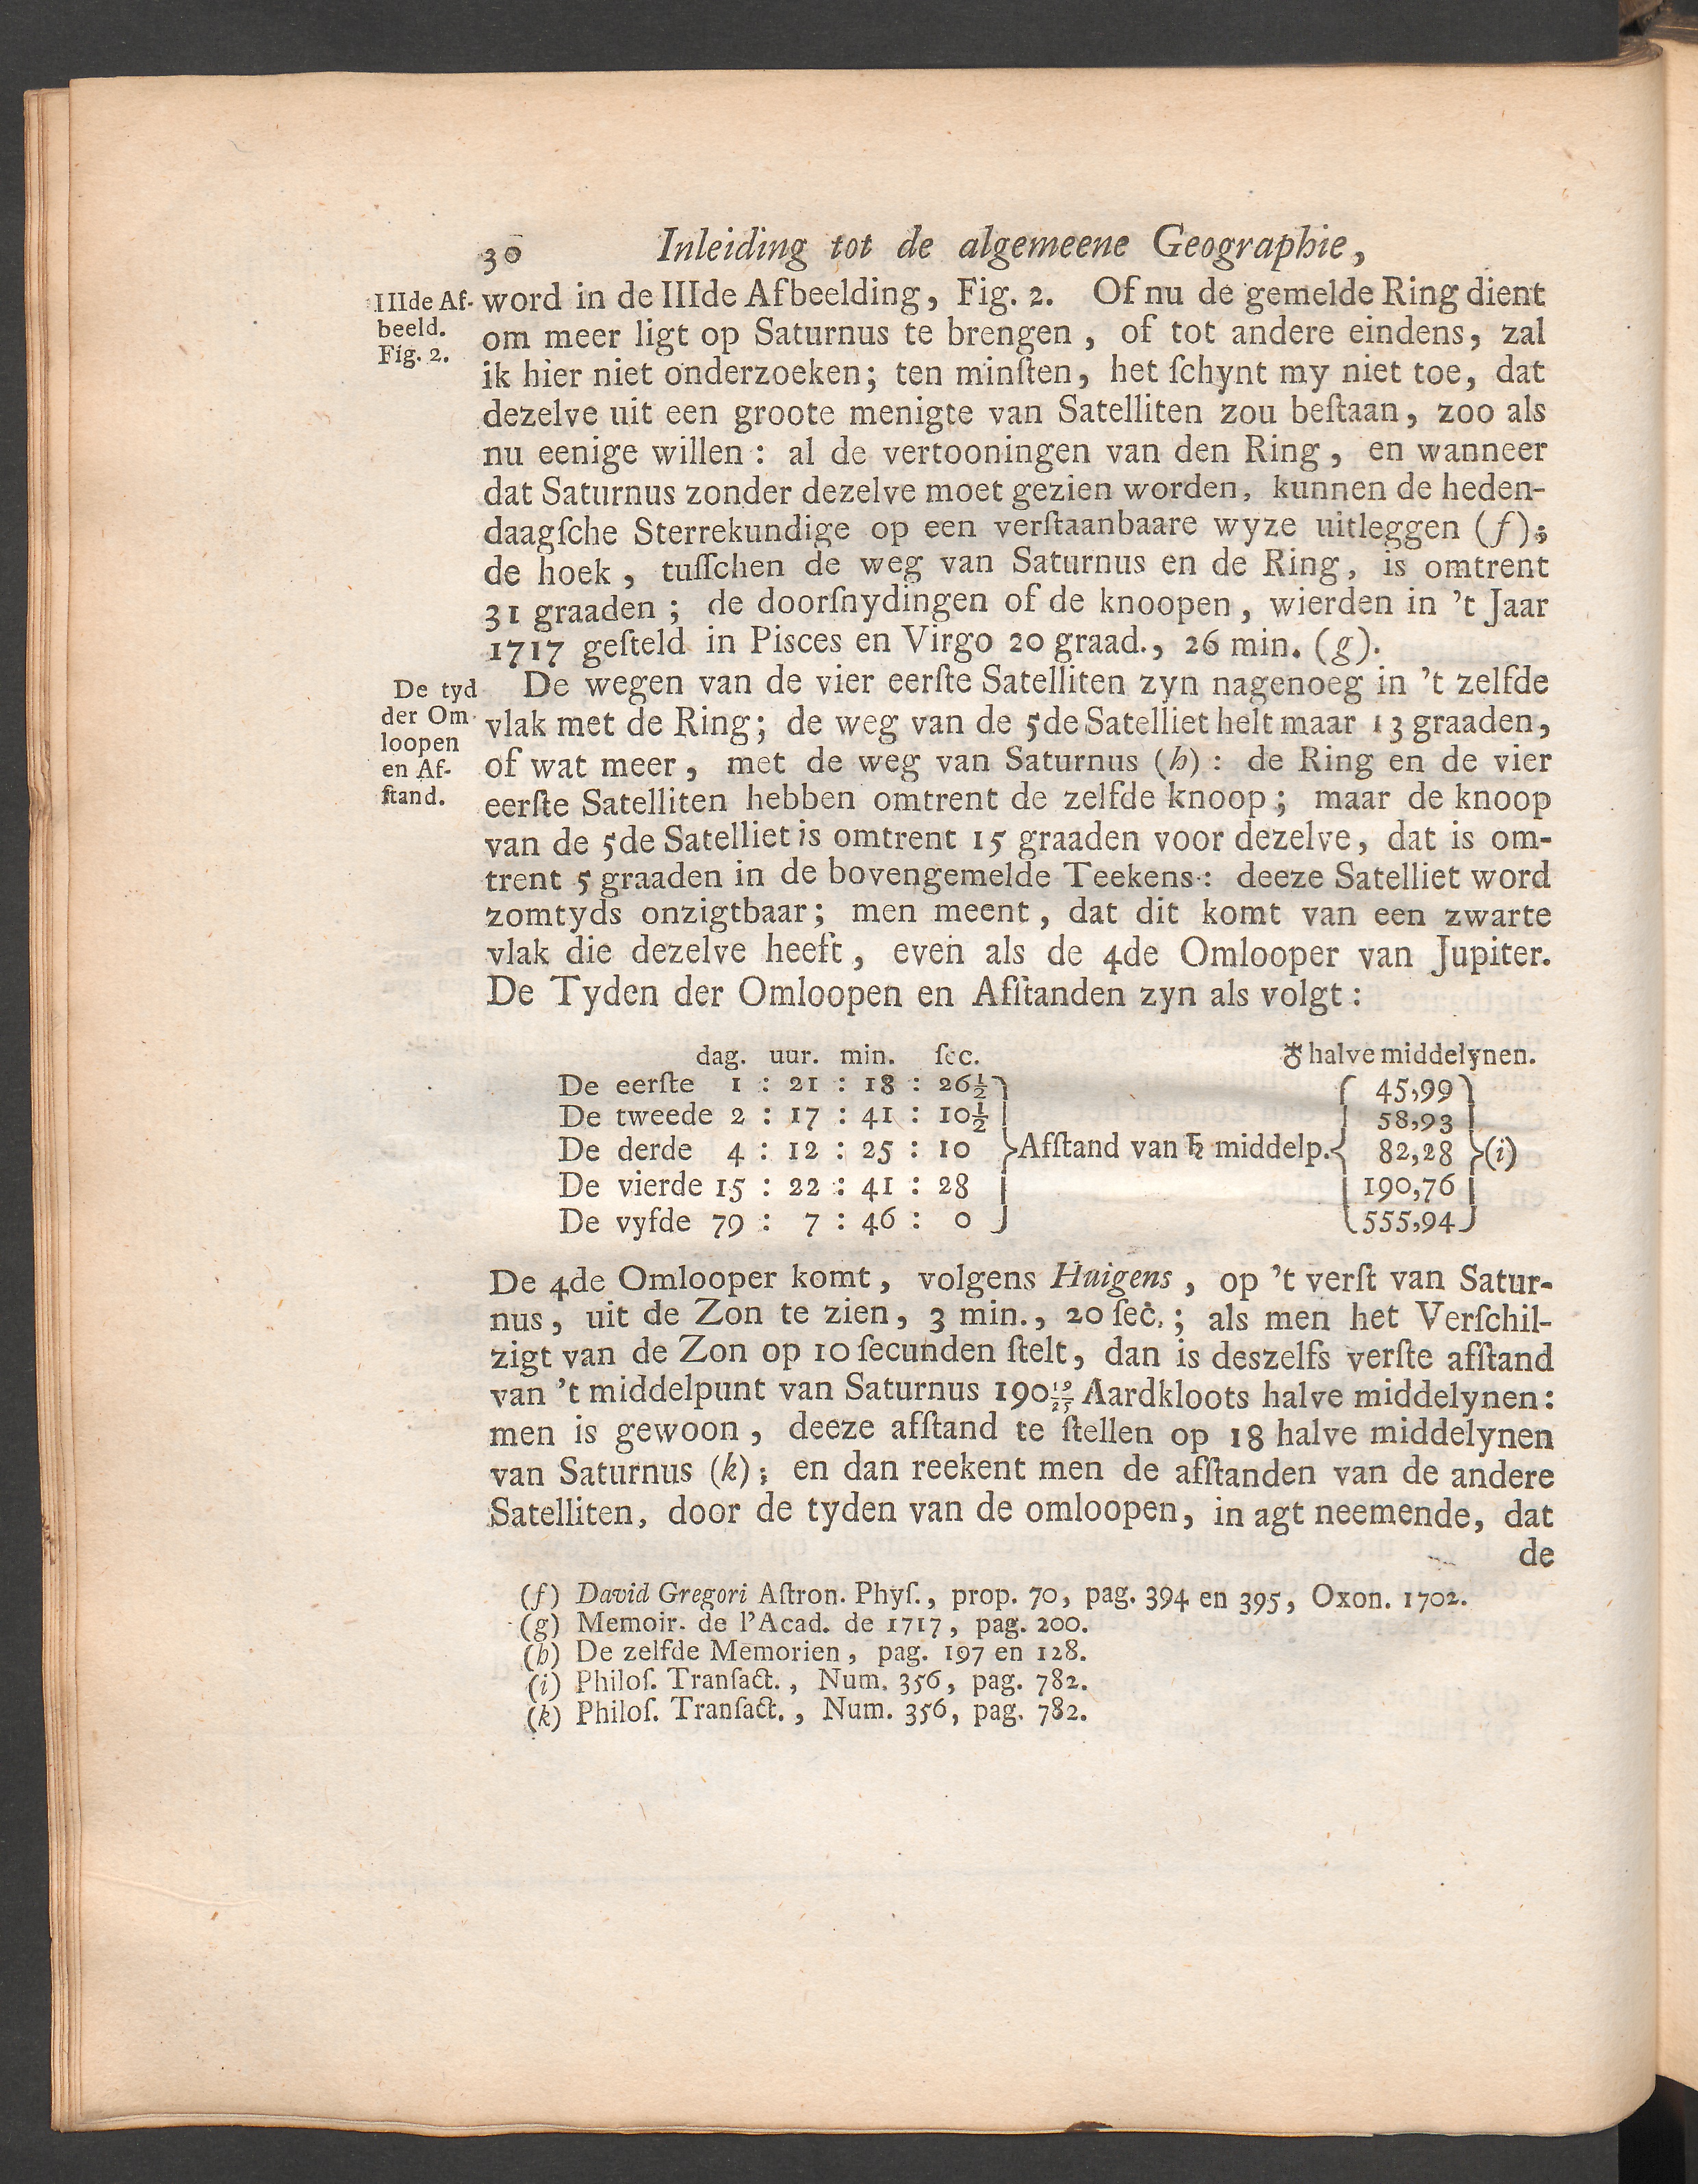 30 Inleiding tot de algemeene Geographie,
IIIde Af-
beeld.
Fig. 2.
word in de IIIde Afbeelding, Fig. 2. Of nu de gemelde Ring dient
om meer ligt op Saturnus te brengen, of tot andere eindens, zal
ik hier niet onderzoeken; ten minſten, het ſchynt my niet toe, dat
dezelve uit een groote menigte van Satelliten zou beſtaan, zoo als
nu eenige willen: al de vertooningen van den Ring, en wanneer
dat Saturnus zonder dezelve moet gezien worden, kunnen de heden-
daagſche Sterrekundige op een verſtaanbaare wyze uitleggen (f);
de hoek, tuſſchen de weg van Saturnus en de Ring, is omtrent
31 graaden; de doorſnydingen of de knoopen, wierden in 't Jaar
1717 geſteld in Pisces en Virgo 20 graad., 26 min. (g).
De tyd
der Om-
loopen
en Af-
ſtand.
De wegen van de vier eerſte Satelliten zyn nagenoeg in 't zelfde
vlak met de Ring; de weg van de 5de Satelliet helt maar 13 graaden,
of wat meer, met de weg van Saturnus (h): de Ring en de vier
eerſte Satelliten hebben omtrent de zelfde knoop; maar de knoop
van de 5de Satelliet is omtrent 15 graaden voor dezelve, dat is om-
trent 5 graaden in de bovengemelde Teekens: deeze Satelliet word
zomtyds onzigtbaar; men meent, dat dit komt van een zwarte
vlak die dezelve heeft, even als de 4de Omlooper van Jupiter.
De Tyden der Omloopen en Afſtanden zyn als volgt:
dag. uur. min. ſec. ♁ halve middelynen.
De eerſte 1 : 21 : 18 : 26½ 45,99
De tweede 2 : 17 : 41 : 10½ 58,93
De derde 4 : 12 : 25 : 10 Afſtand van ♄ middelp. 82,28 (i)
De vierde 15 : 22 : 41 : 28 190,76
De vyfde 79 : 7 : 46 : 0 555,94
De 4de Omlooper komt, volgens Huigens, op 't verſt van Satur-
nus, uit de Zon te zien, 3 min., 20 ſec.; als men het Verſchil-
zigt van de Zon op 10 ſecunden ſtelt, dan is deszelfs verſte afſtand
van 't middelpunt van Saturnus 190 19/25 Aardkloots halve middelynen:
men is gewoon, deeze afſtand te ſtellen op 18 halve middelynen
van Saturnus (k); en dan reekent men de afſtanden van de andere
Satelliten, door de tyden van de omloopen, in agt neemende, dat
de
(f) David Gregori Aſtron. Phyſ., prop. 70, pag. 394 en 395, Oxon. 1702.
(g) Memoir. de l'Acad. de 1717, pag. 200.
(h) De zelfde Memorien, pag. 197 en 128.
(i) Philoſ. Tranſact., Num. 356, pag. 782.
(k) Philoſ. Tranſact., Num. 356, pag. 782.